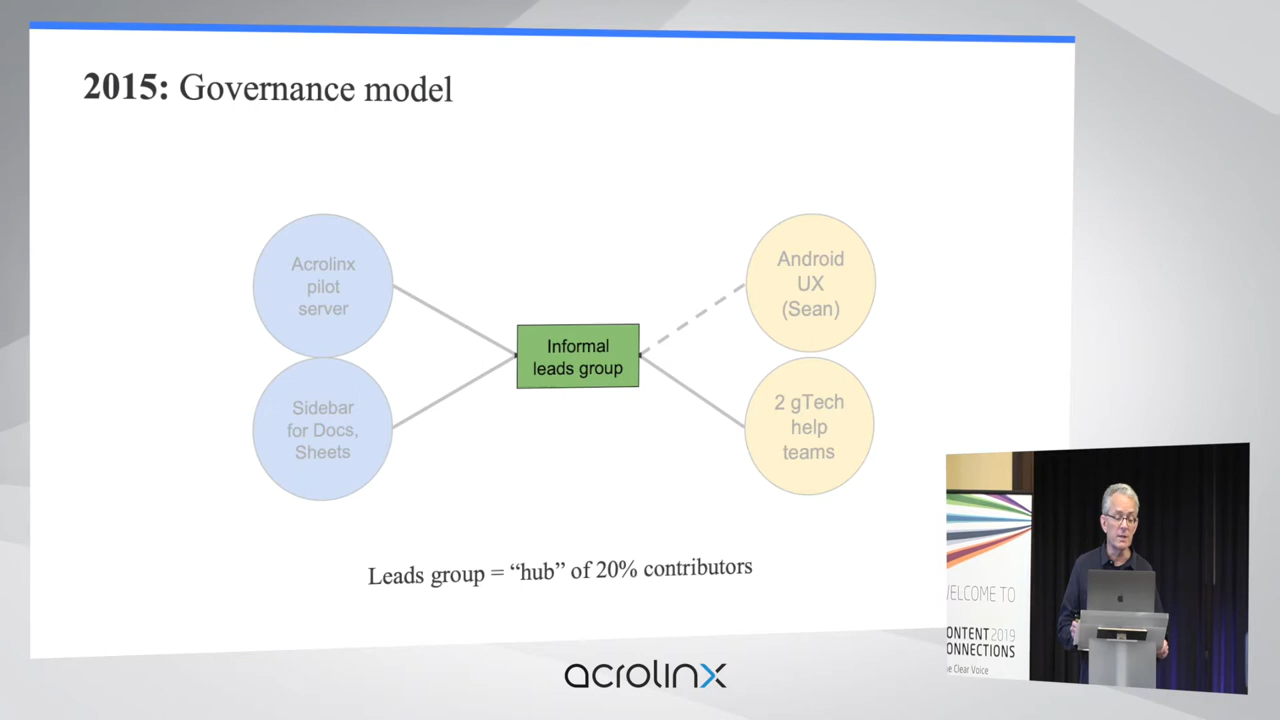 2015: Governance model
Acrolinx
pilot
server
Sidebar
for Docs,
Sheets
Informal
leads group
Android
UX
(Sean)
2 gTech
help
teams
Leads group = “hub” of 20% contributors
acrolinx
ELCOME TO
ONTENT 2019
ONNECTIONS
e Clear Voice